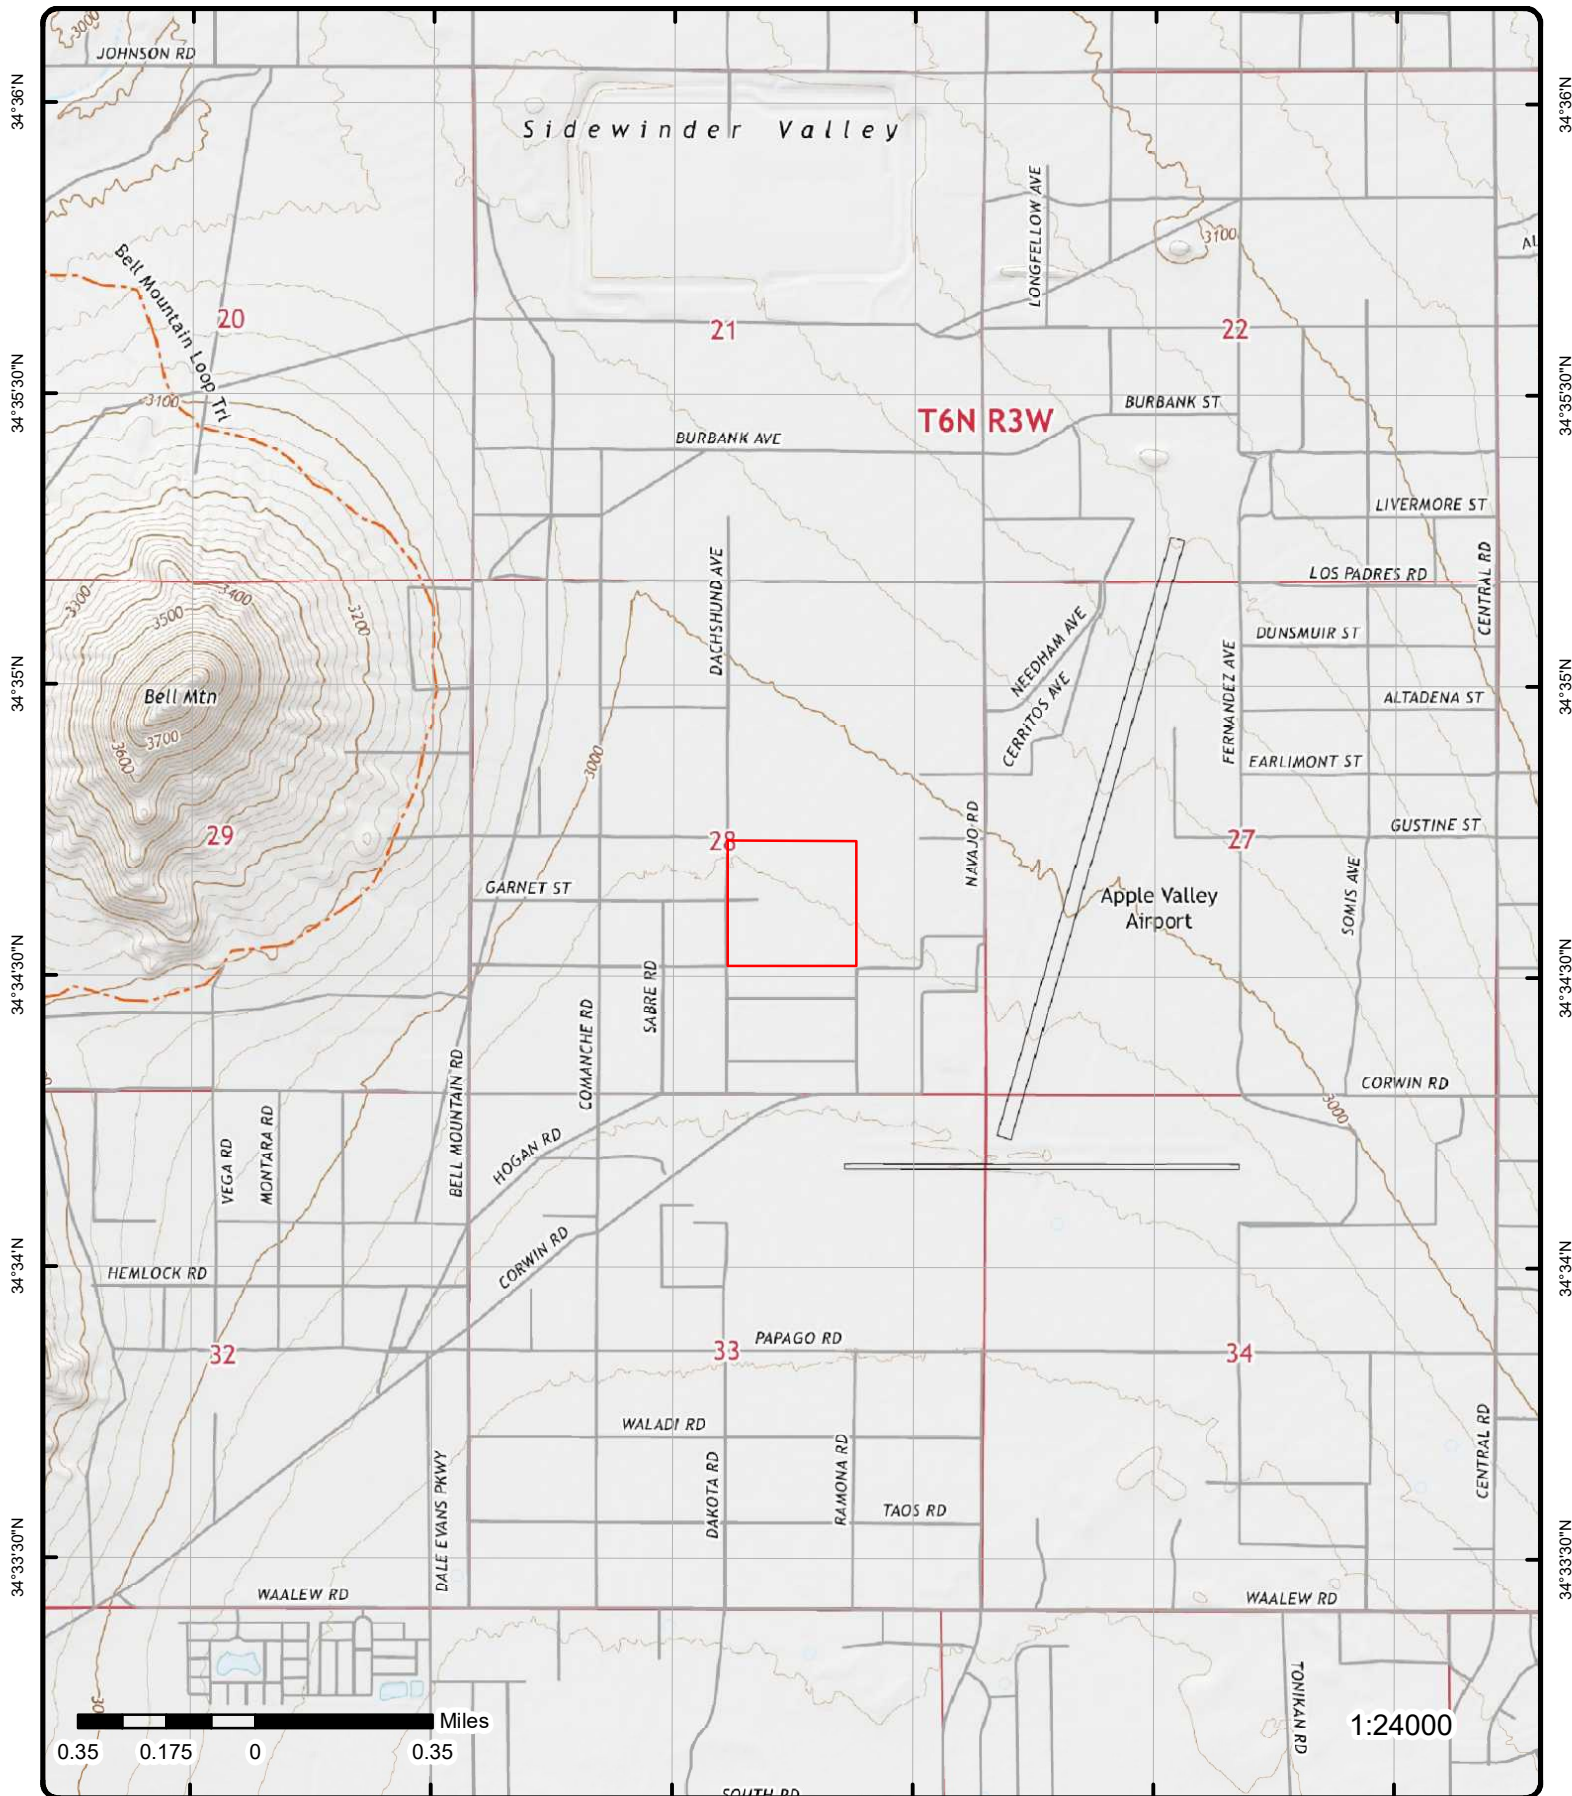 3000
JOHNSON RD
34°36'N
34°36'N
Sidewinder Valley
LONGFELLOW AVE
3100
AL
Bell Mountain Loop Trl
20
21
22
34°35'30"N
34°35'30"N
3100
BURBANK ST
T6N R3W
BURBANK AVE
LIVERMORE ST
LOS PADRES RD
CENTRAL RD
DACHSHUND AVE
3300
3400
3500
3200
NEEDHAM AVE
DUNSMUIR ST
FERNANDEZ AVE
34°35'N
34°35'N
Bell Mtn
CERRITOS AVE
ALTADENA ST
3700
3600
3000
EARLIMONT ST
NAVAJO RD
29
28
27
GUSTINE ST
GARNET ST
SOMIS AVE
Apple Valley
Airport
34°34'30"N
34°34'30"N
SABRE RD
COMANCHE RD
BELL MOUNTAIN RD
CORWIN RD
3000
VEGA RD
MONTARA RD
HOGAN RD
CORWIN RD
34°34'N
34°34'N
HEMLOCK RD
PAPAGO RD
32
33
34
WALADI RD
DALE EVANS PKWY
DAKOTA RD
RAMONA RD
TAOS RD
CENTRAL RD
34°33'30"N
34°33'30"N
WAALEW RD
WAALEW RD
TONIKAN RD
30
Miles
0.35 0.175 0 0.35
1:24000
SOUTH RD